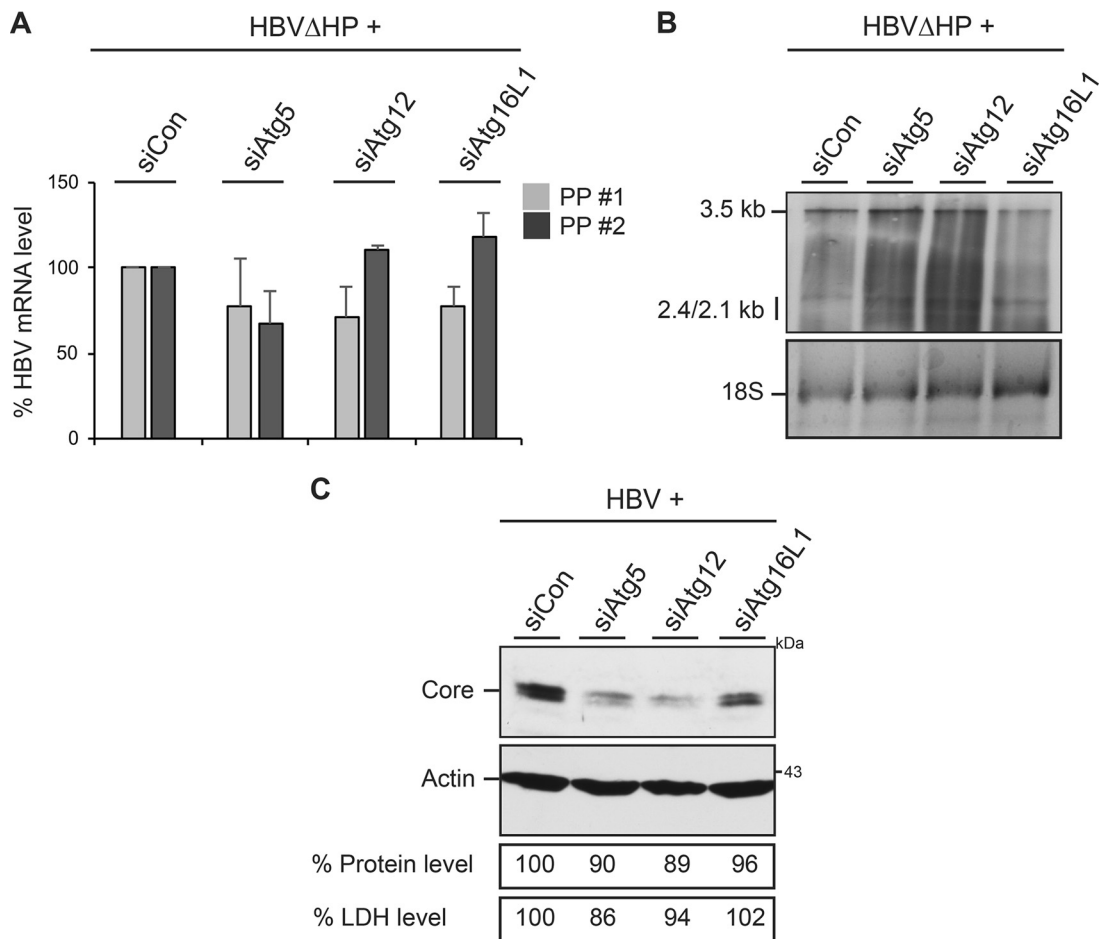 A
HBVΔHP +
siCon
siAtg5
siAtg12
siAtg16L1
150
100
50
0
% HBV mRNA level
PP #1
PP #2
B
HBVΔHP +
siCon
siAtg5
siAtg12
siAtg16L1
3.5 kb
2.4/2.1 kb
18S
C
HBV +
siCon
siAtg5
siAtg12
siAtg16L1
kDa
Core
Actin
43
% Protein level 100 90 89 96
% LDH level 100 86 94 102